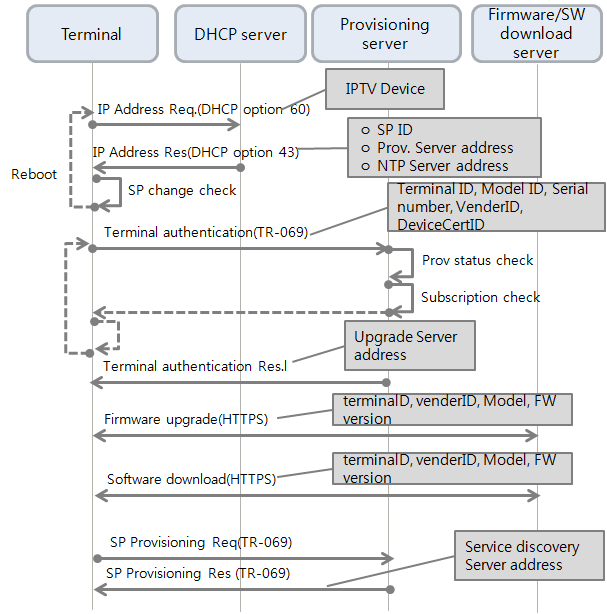 Terminal
DHCP server
Provisioning
server
Firmware/SW
download
server
IPTV Device
IP Address Req.(DHCP option 60)
SP ID
Prov. Server address
NTP Server address
IP Address Res(DHCP option 43)
Reboot
SP change check
Terminal ID, Model ID, Serial
number, VenderID,
DeviceCertID
Terminal authentication(TR-069)
Prov status check
Subscription check
Upgrade Server
address
Terminal authentication Res.l
terminalD, venderID, Model, FW
version
Firmware upgrade(HTTPS)
terminalD, venderID, Model, FW
version
Software download(HTTPS)
SP Provisioning Req(TR-069)
Service discovery
Server address
SP Provisioning Res (TR-069)